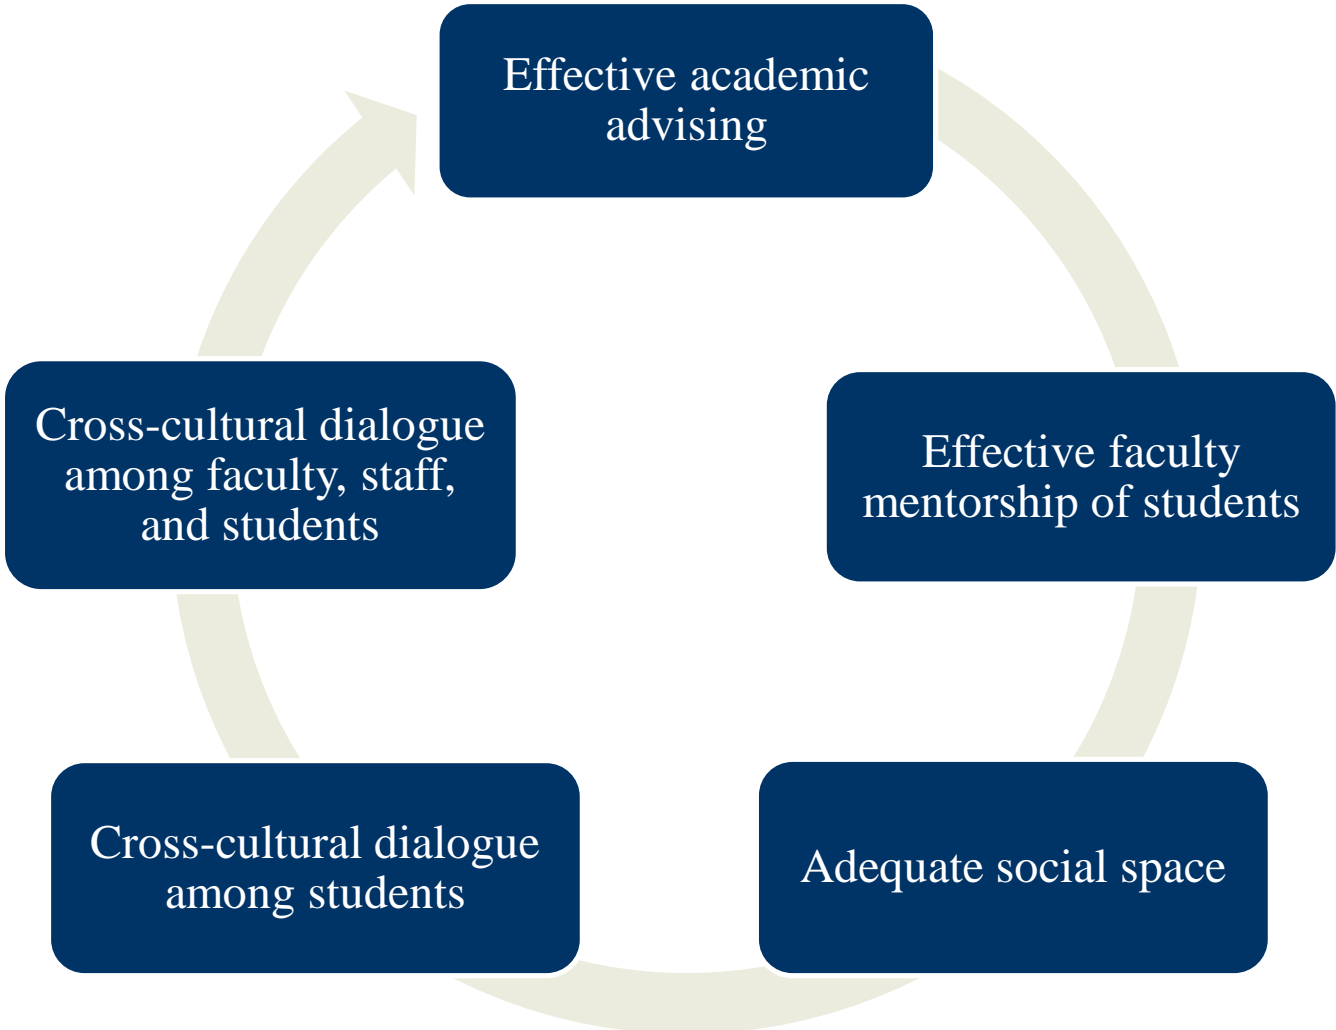 Effective academic
advising
Effective faculty
mentorship of students
Adequate social space
Cross-cultural dialogue
among students
Cross-cultural dialogue
among faculty, staff,
and students